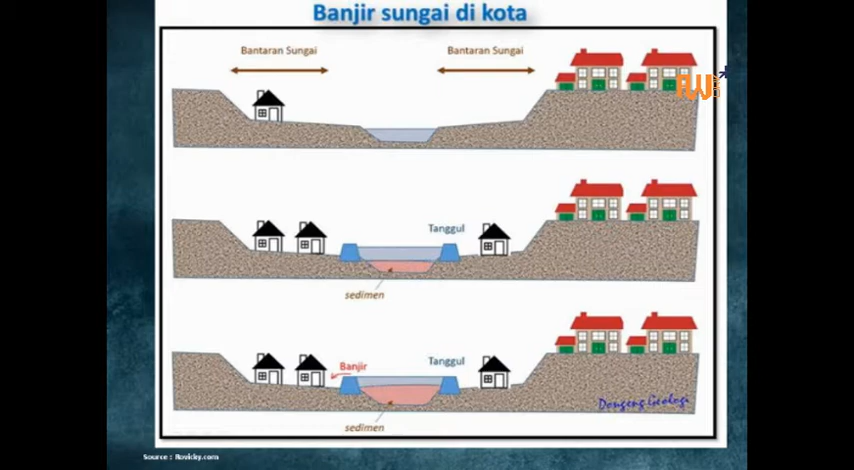 Banjir sungai di kota
Bantaran Sungai
Bantaran Sungai
Tanggul
sedimen
Banjir
Tanggul
Dongeng Geologi
sedimen
Source : Rovicky.com